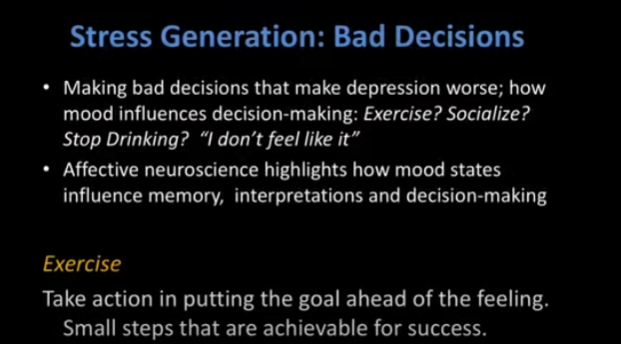 Stress Generation: Bad Decisions
• Making bad decisions that make depression worse; how
mood influences decision-making: Exercise? Socialize?
Stop Drinking?  “I don’t feel like it”
• Affective neuroscience highlights how mood states
influence memory,  interpretations and decision-making
Exercise
Take action in putting the goal ahead of the feeling.
Small steps that are achievable for success.